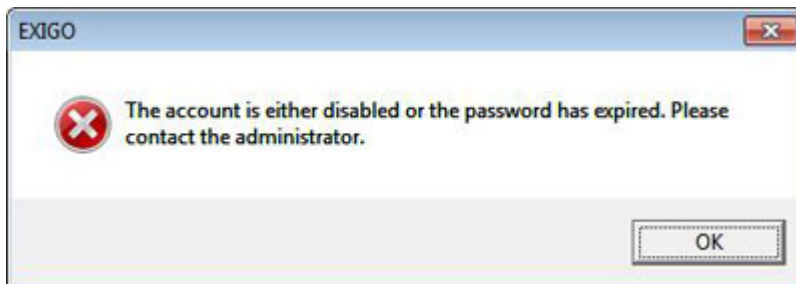 EXIGO
The account is either disabled or the password has expired. Please
contact the administrator.
OK